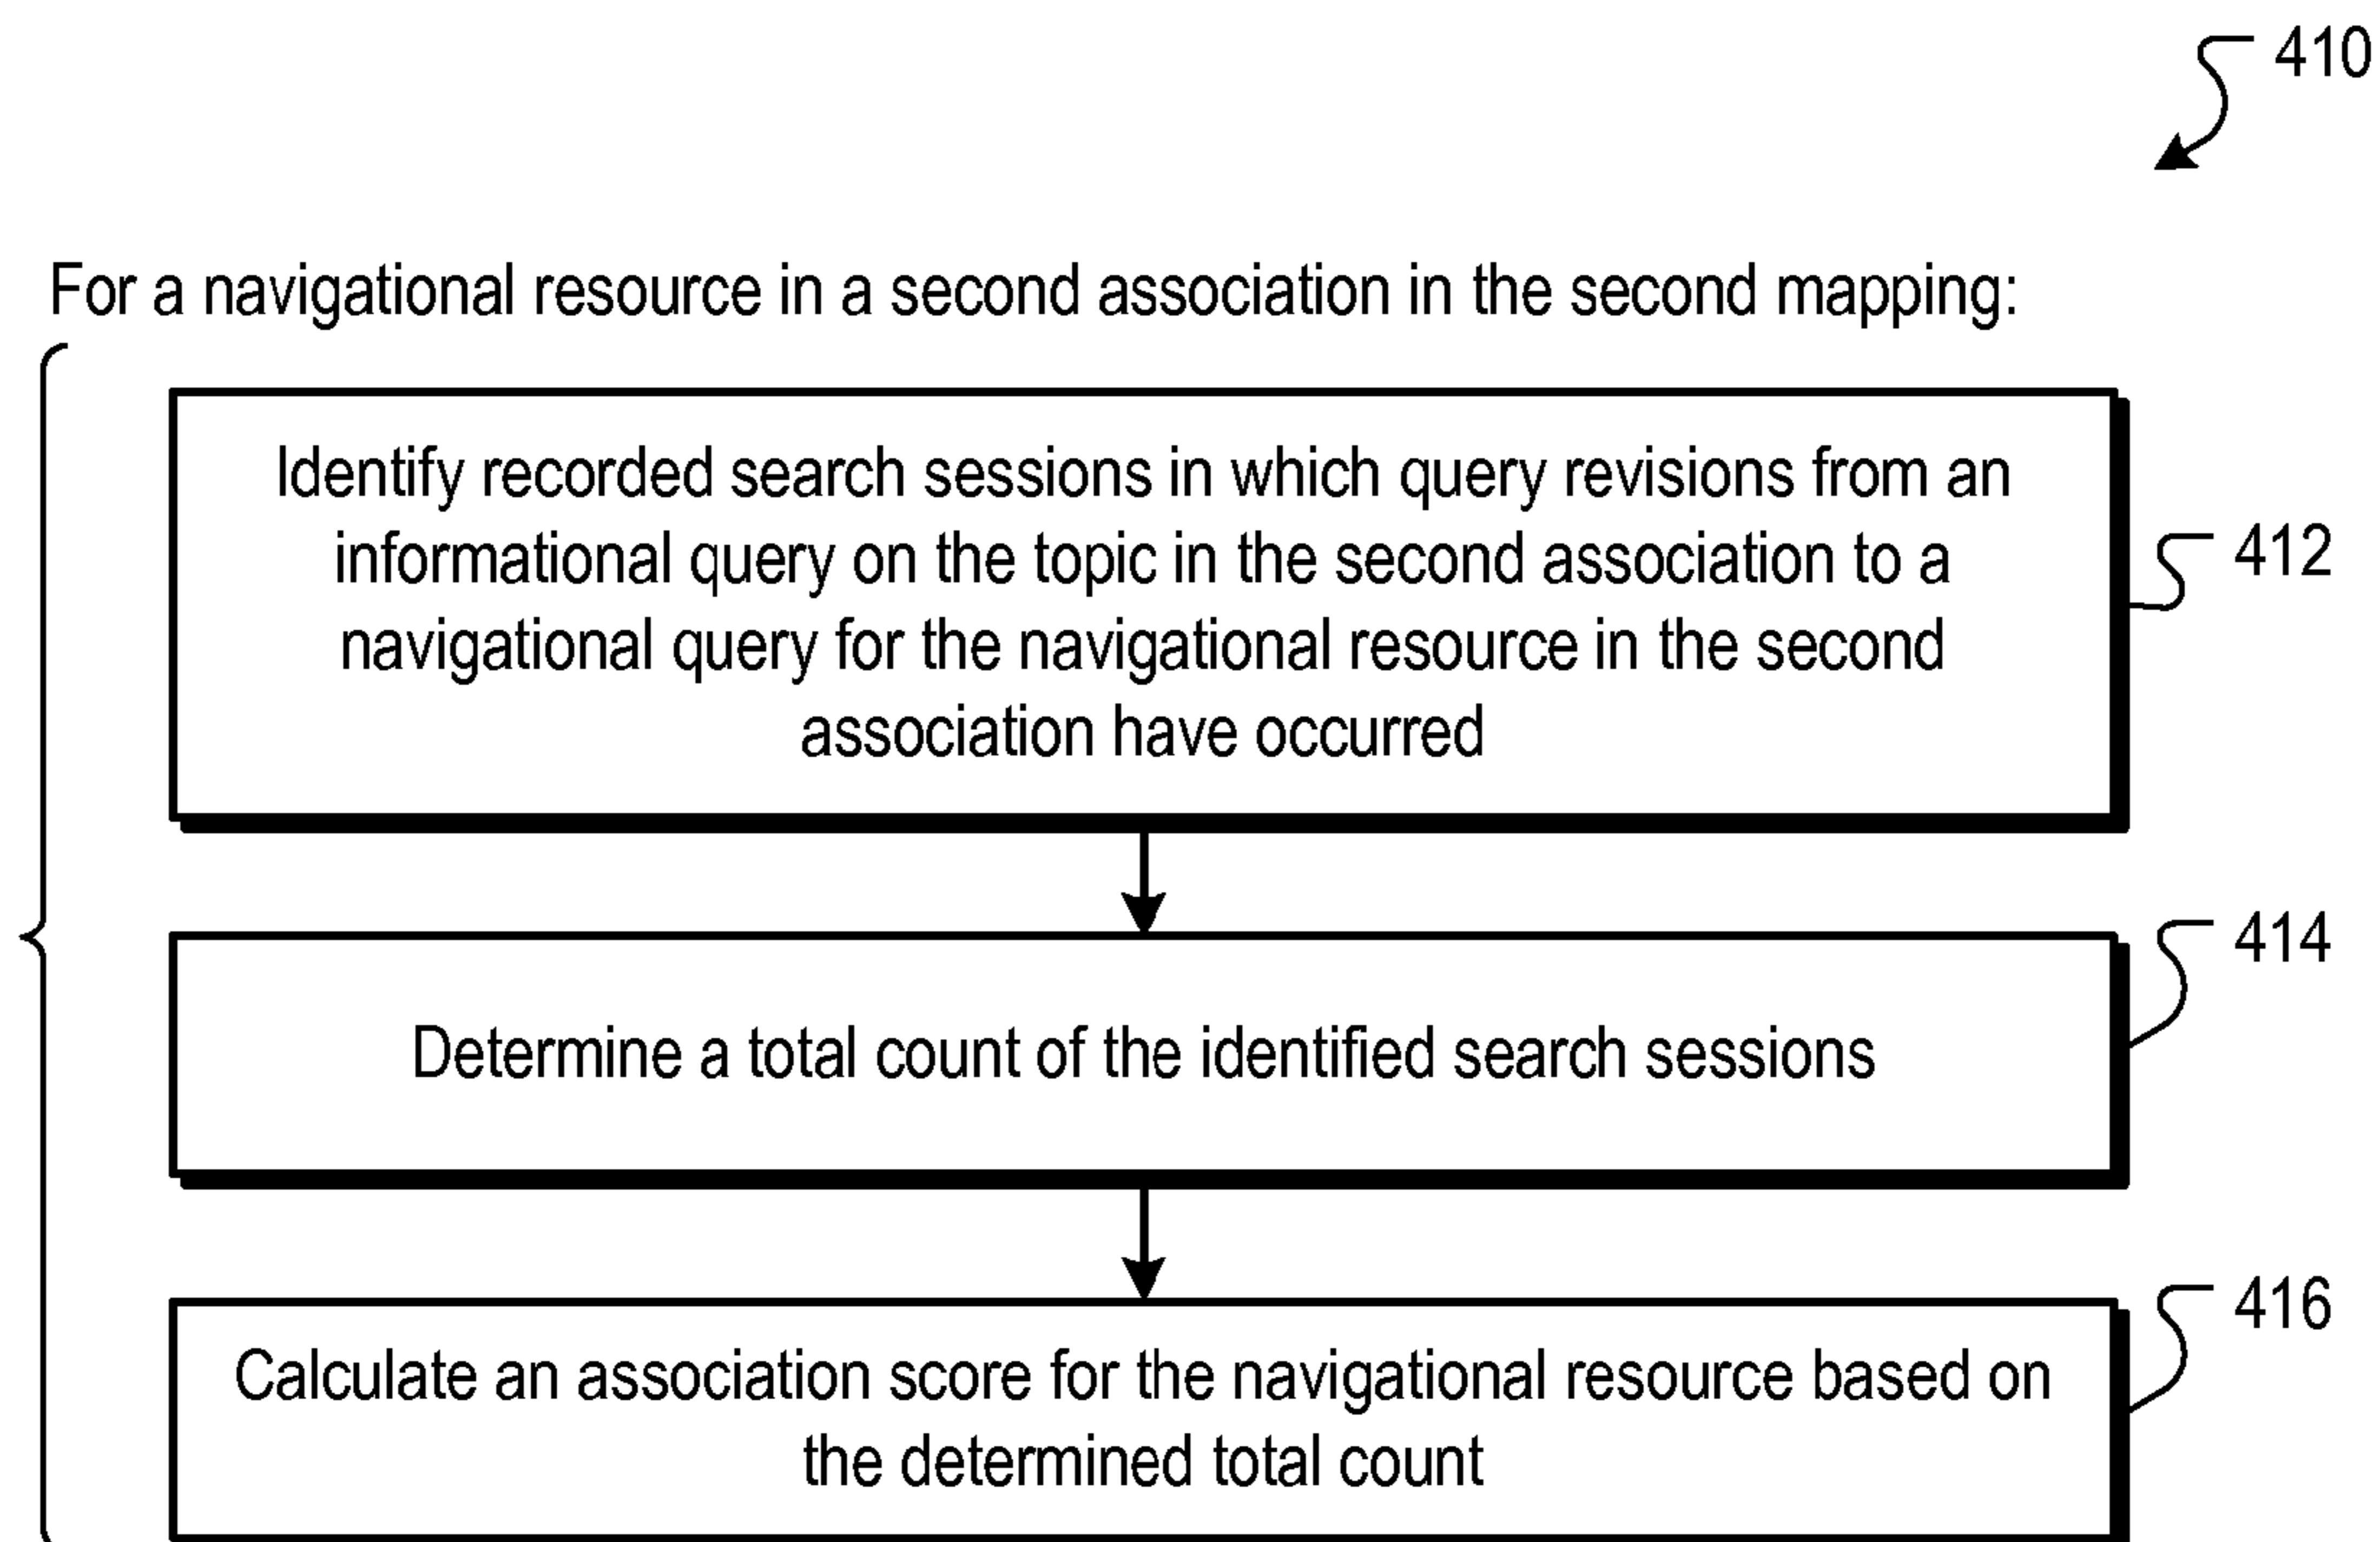 410
For a navigational resource in a second association in the second mapping:
Identify recorded search sessions in which query revisions from an
informational query on the topic in the second association to a
navigational query for the navigational resource in the second
association have occurred
412
Determine a total count of the identified search sessions
414
Calculate an association score for the navigational resource based on
the determined total count
416